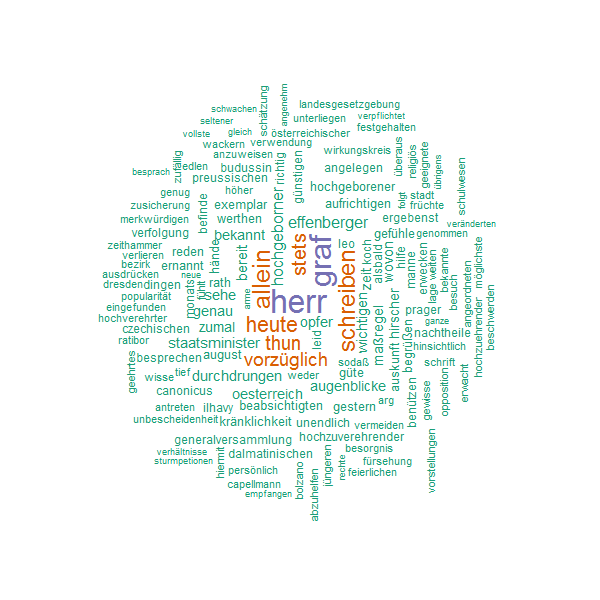 schwachen
schätzung
angenehm
landesgesetzgebung
seltener
unterliegen
verpflichtet
vollste
gleich
österreichischer
festgehalten
wackern
verwendung
wirkungskreis
überaus
religiös
geeignete
übrigens
schulwesen
besprach
zufällig
edlen
anzuweisen
budussin
richtig
günstigen
angelegen
preussischen
genug
höher
hochgeborner
hochgeborener
folgt
stadt
zusicherung
befinde
exemplar
aufrichtigen
früchte
merkwürdigen
werthen
effenberger
ergebenst
veränderten
verfolgung
bekannt
stets
graf
gefühle
genommen
zeithammer
verlieren
reden
hände
bereit
allein
leo
koch
alsbald
wovon
hilfe
manne
erwecken
weiten
bekannte
möglichste
bezirk
ernannt
ausdrücken
neue
zeit
lage
besuch
angeordneten
dresden
dingen
monats
fühlt
rath
sehe
arme
herr
schreiben
wichtigen
popularität
eingefunden
genau
maßregel
hirscher
prager
hochzuehrender
beschwerden
hochverehrter
czechischen
zumal
heute
opfer
ganze
nachtheile
ratibor
staatsminister
thun
leid
auskunft
begrüßen
hinsichtlich
geehrtes
besprechen
august
vorzüglich
sodaß
schrift
wisse
tief
durchdrungen
weder
güte
opposition
erwacht
canonicus
oesterreich
augenblicke
benützen
gewisse
antreten
ilhavy
beabsichtigten
gestern
arg
unbescheidenheit
kränklichkeit
unendlich
vermeiden
generalversammlung
hochzuverehrender
vorstellungen
verhältnisse
hiermit
dalmatinischen
besorgnis
sturmpetionen
persönlich
jüngeren
rechte
fürsehung
feierlichen
capellmann
bolzano
empfangen
abzuhelfen